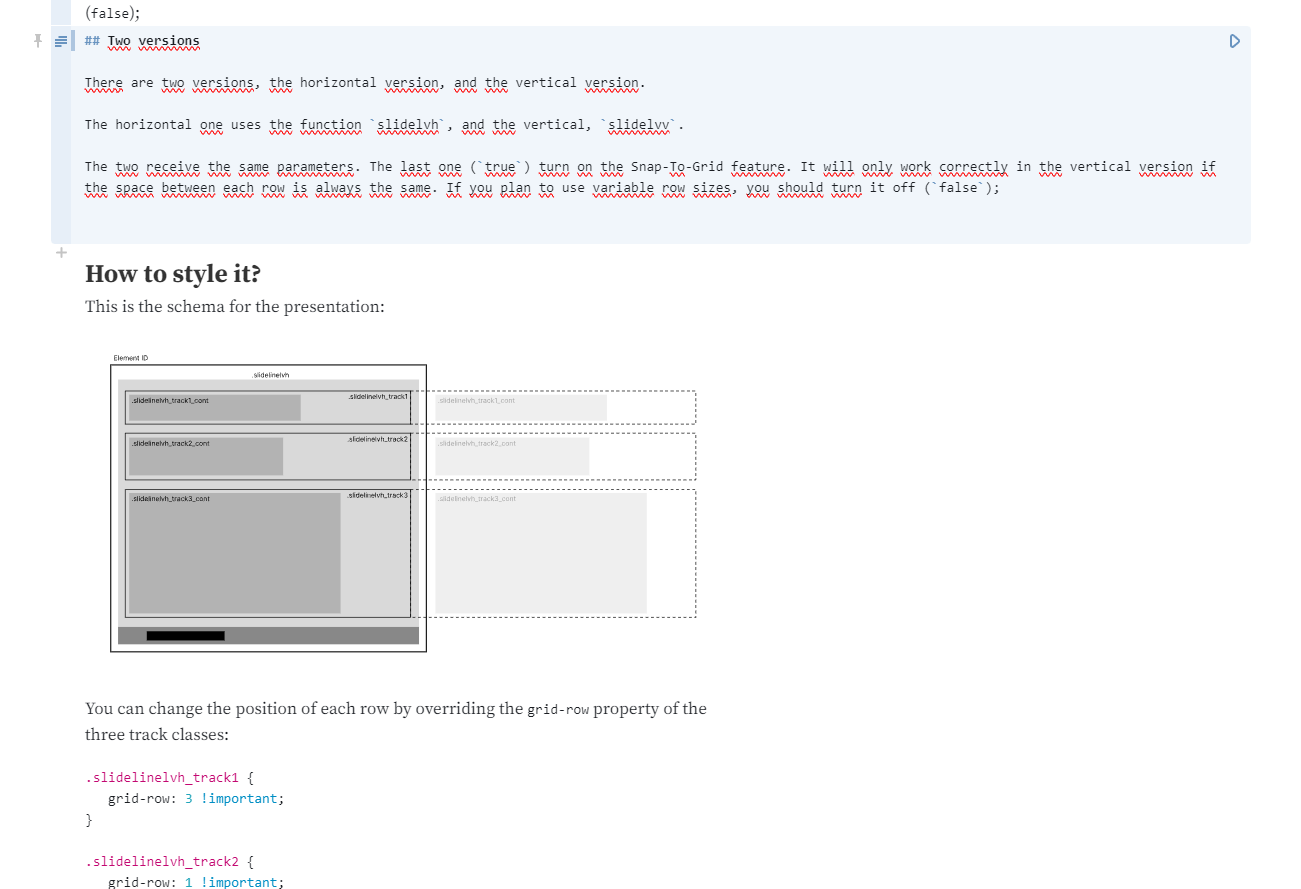 (false);
## Two versions
There are two versions, the horizontal version, and the vertical version.
The horizontal one uses the function `slidelvh`, and the vertical, `slidelvv`.
The two receive the same parameters. The last one (`true`) turn on the Snap-To-Grid feature. It will only work correctly in the vertical version if
the space between each row is always the same. If you plan to use variable row sizes, you should turn it off (`false`);
How to style it?
This is the schema for the presentation:
Element ID
.slidelinelvh
.slidelinelvh_track1_cont
.slidelinelvh_track1
.slidelinelvh_track1_cont
.slidelinelvh_track2_cont
.slidelinelvh_track2
.slidelinelvh_track2_cont
.slidelinelvh_track3_cont
.slidelinelvh_track3
.slidelinelvh_track3_cont
You can change the position of each row by overriding the grid-row property of the
three track classes:
.slidelinelvh_track1 {
grid-row: 3 !important;
}
.slidelinelvh_track2 {
grid-row: 1 !important;